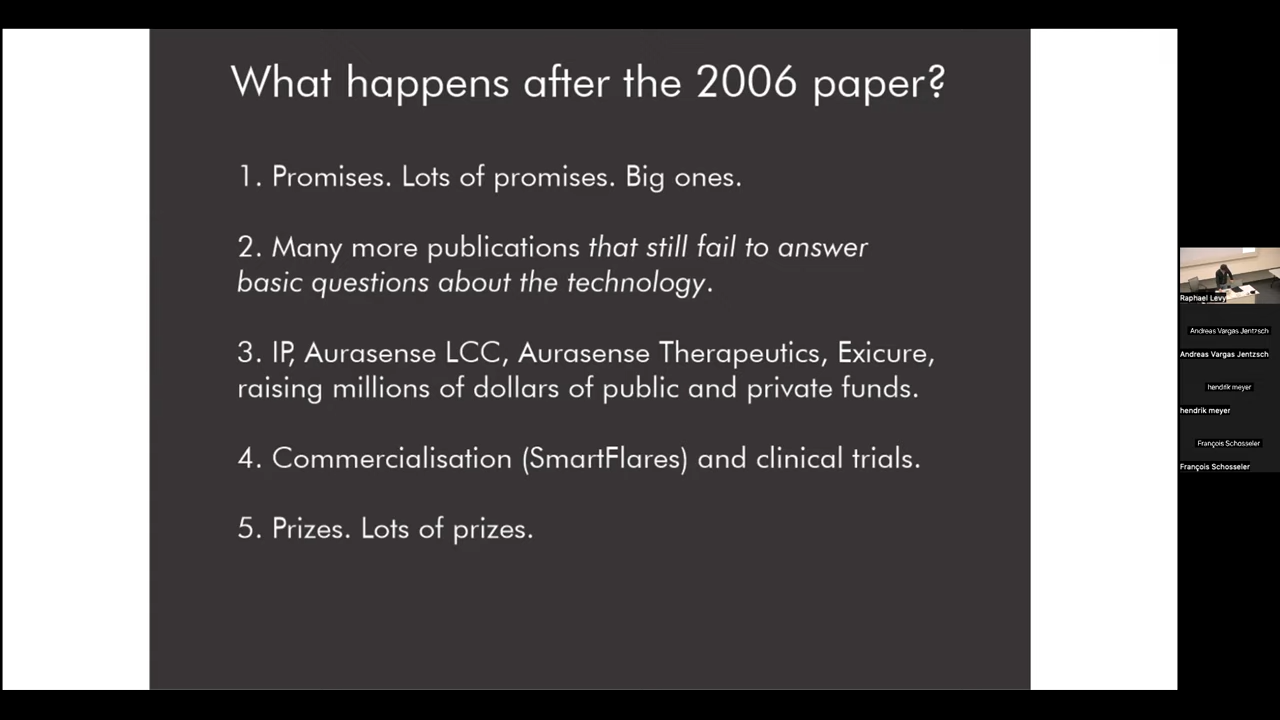 What happens after the 2006 paper?
1. Promises. Lots of promises. Big ones.
2. Many more publications that still fail to answer
basic questions about the technology.
3. IP, Aurasense LCC, Aurasense Therapeutics, Exicure,
raising millions of dollars of public and private funds.
4. Commercialisation (SmartFlares) and clinical trials.
5. Prizes. Lots of prizes.
Raphael Levy
Andreas Vargas Jentzsch
Andreas Vargas Jentzsch
hendrik meyer
hendrik meyer
François Schosseler
François Schosseler